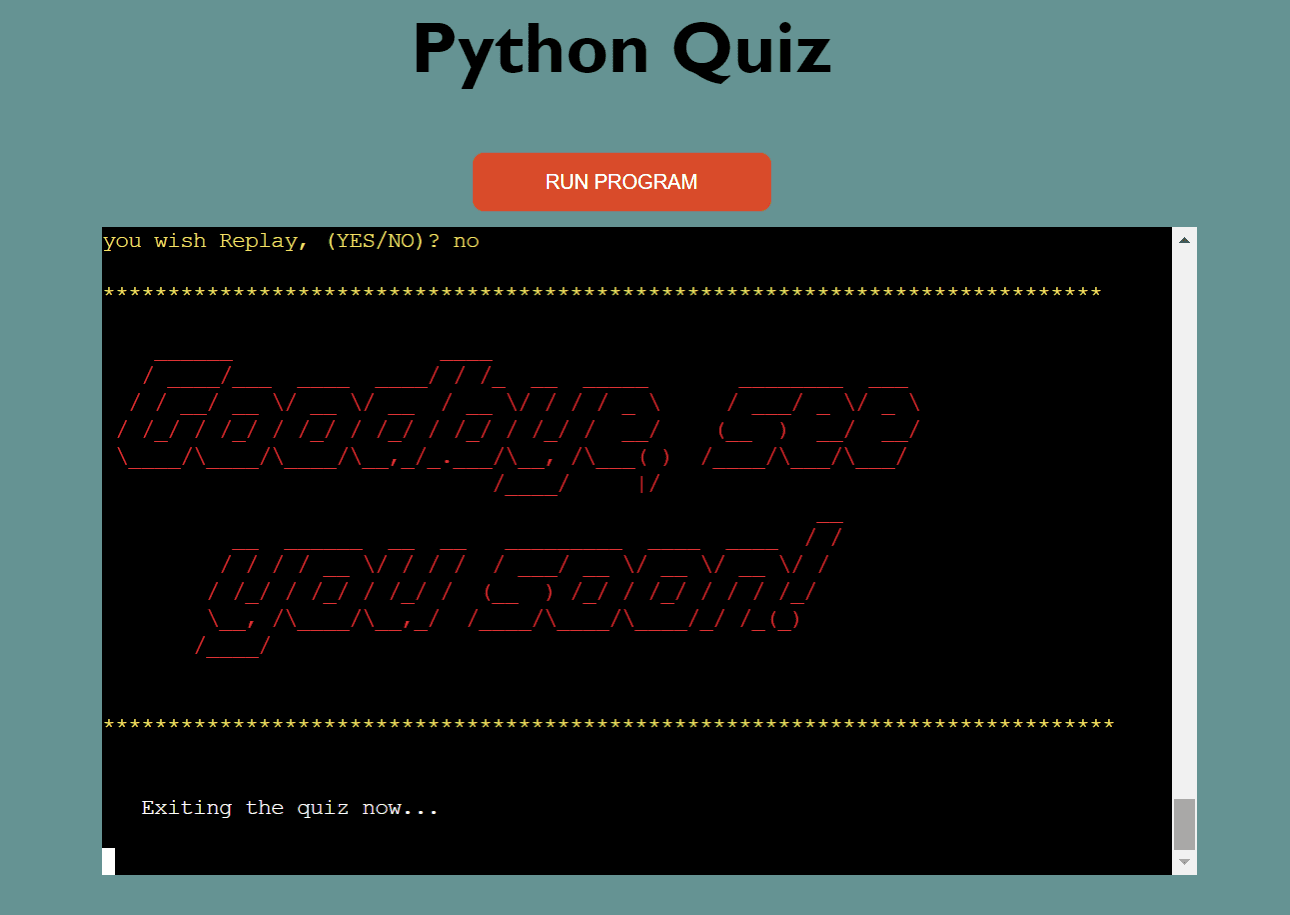 Python Quiz
RUN PROGRAM
you wish Replay, (YES/NO)? no
*****************************************************************************
Goodbye, see
you soon!
******************************************************************************
Exiting the quiz now...